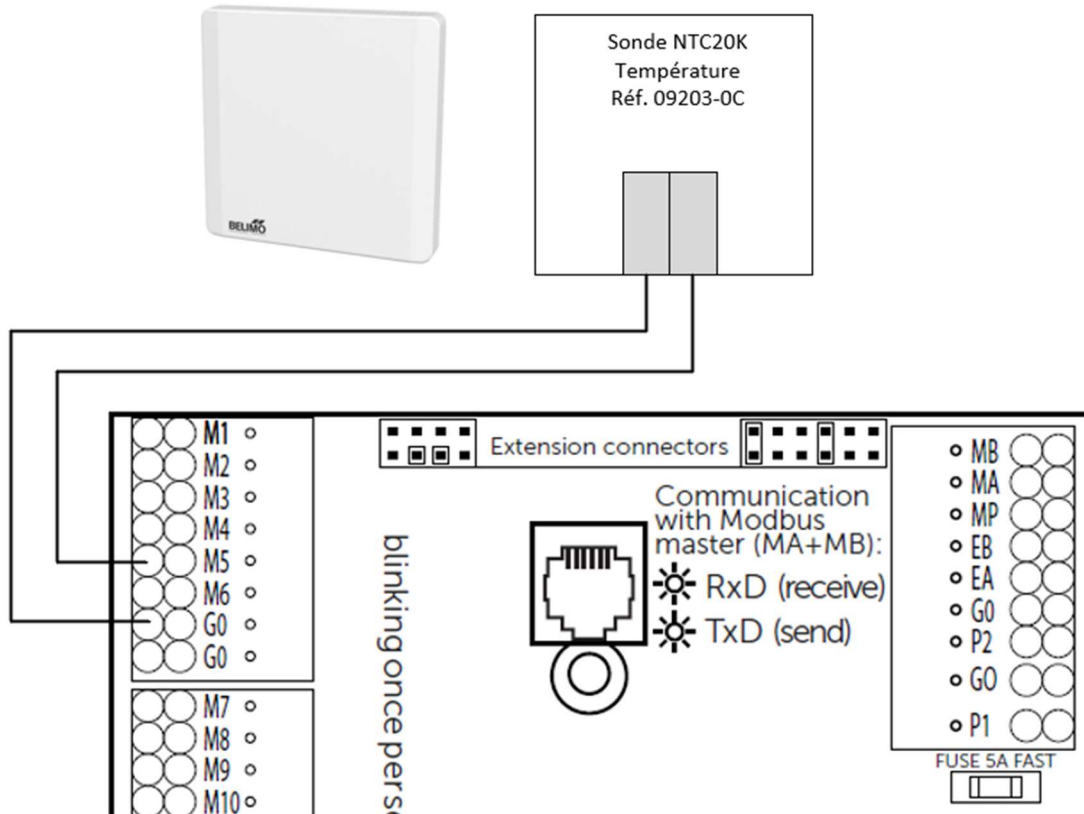 BELIMO
Sonde NTC20K
Température
Réf. 09203-0C
M1
M2
M3
M4
M5
M6
G0
G0
M7
M8
M9
M10
Extension connectors
blinking once per se
Communication
with Modbus
master (MA+MB):
RxD (receive)
TxD (send)
MB
MA
MP
EB
EA
G0
P2
GO
P1
FUSE 5A FAST